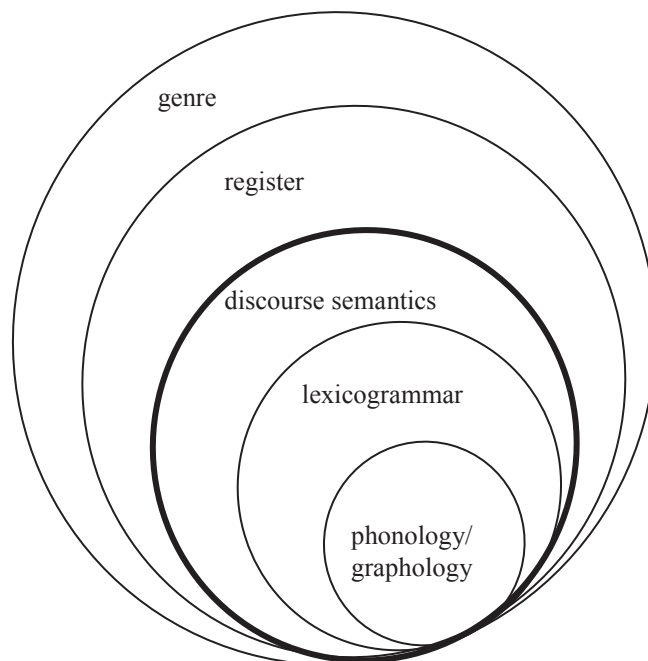 genre
register
discourse semantics
lexicogrammar
phonology/
graphology